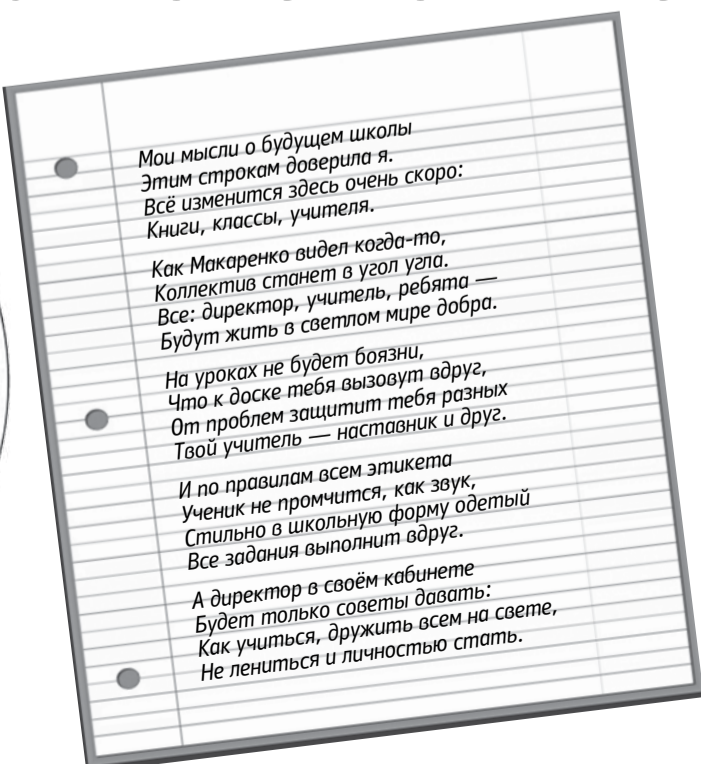 Мои мысли о будущем школы
Этим строкам доверила я.
Всё изменится здесь очень скоро:
Книги, классы, учителя.
Как Макаренко видел когда-то,
Коллектив станет в угол угла.
Все: директор, учитель, ребята —
Будут жить в светлом мире добра.
На уроках не будет боязни,
Что к доске тебя вызовут вдруг,
От проблем защитит тебя разных
Твой учитель — наставник и друг.
И по правилам всем этикета
Ученик не промчится, как звук,
Стильно в школьную форму одетый
Все задания выполнит вдруг.
А директор в своём кабинете
Будет только советы давать:
Как учиться, дружить всем на свете,
Не лениться и личностью стать.